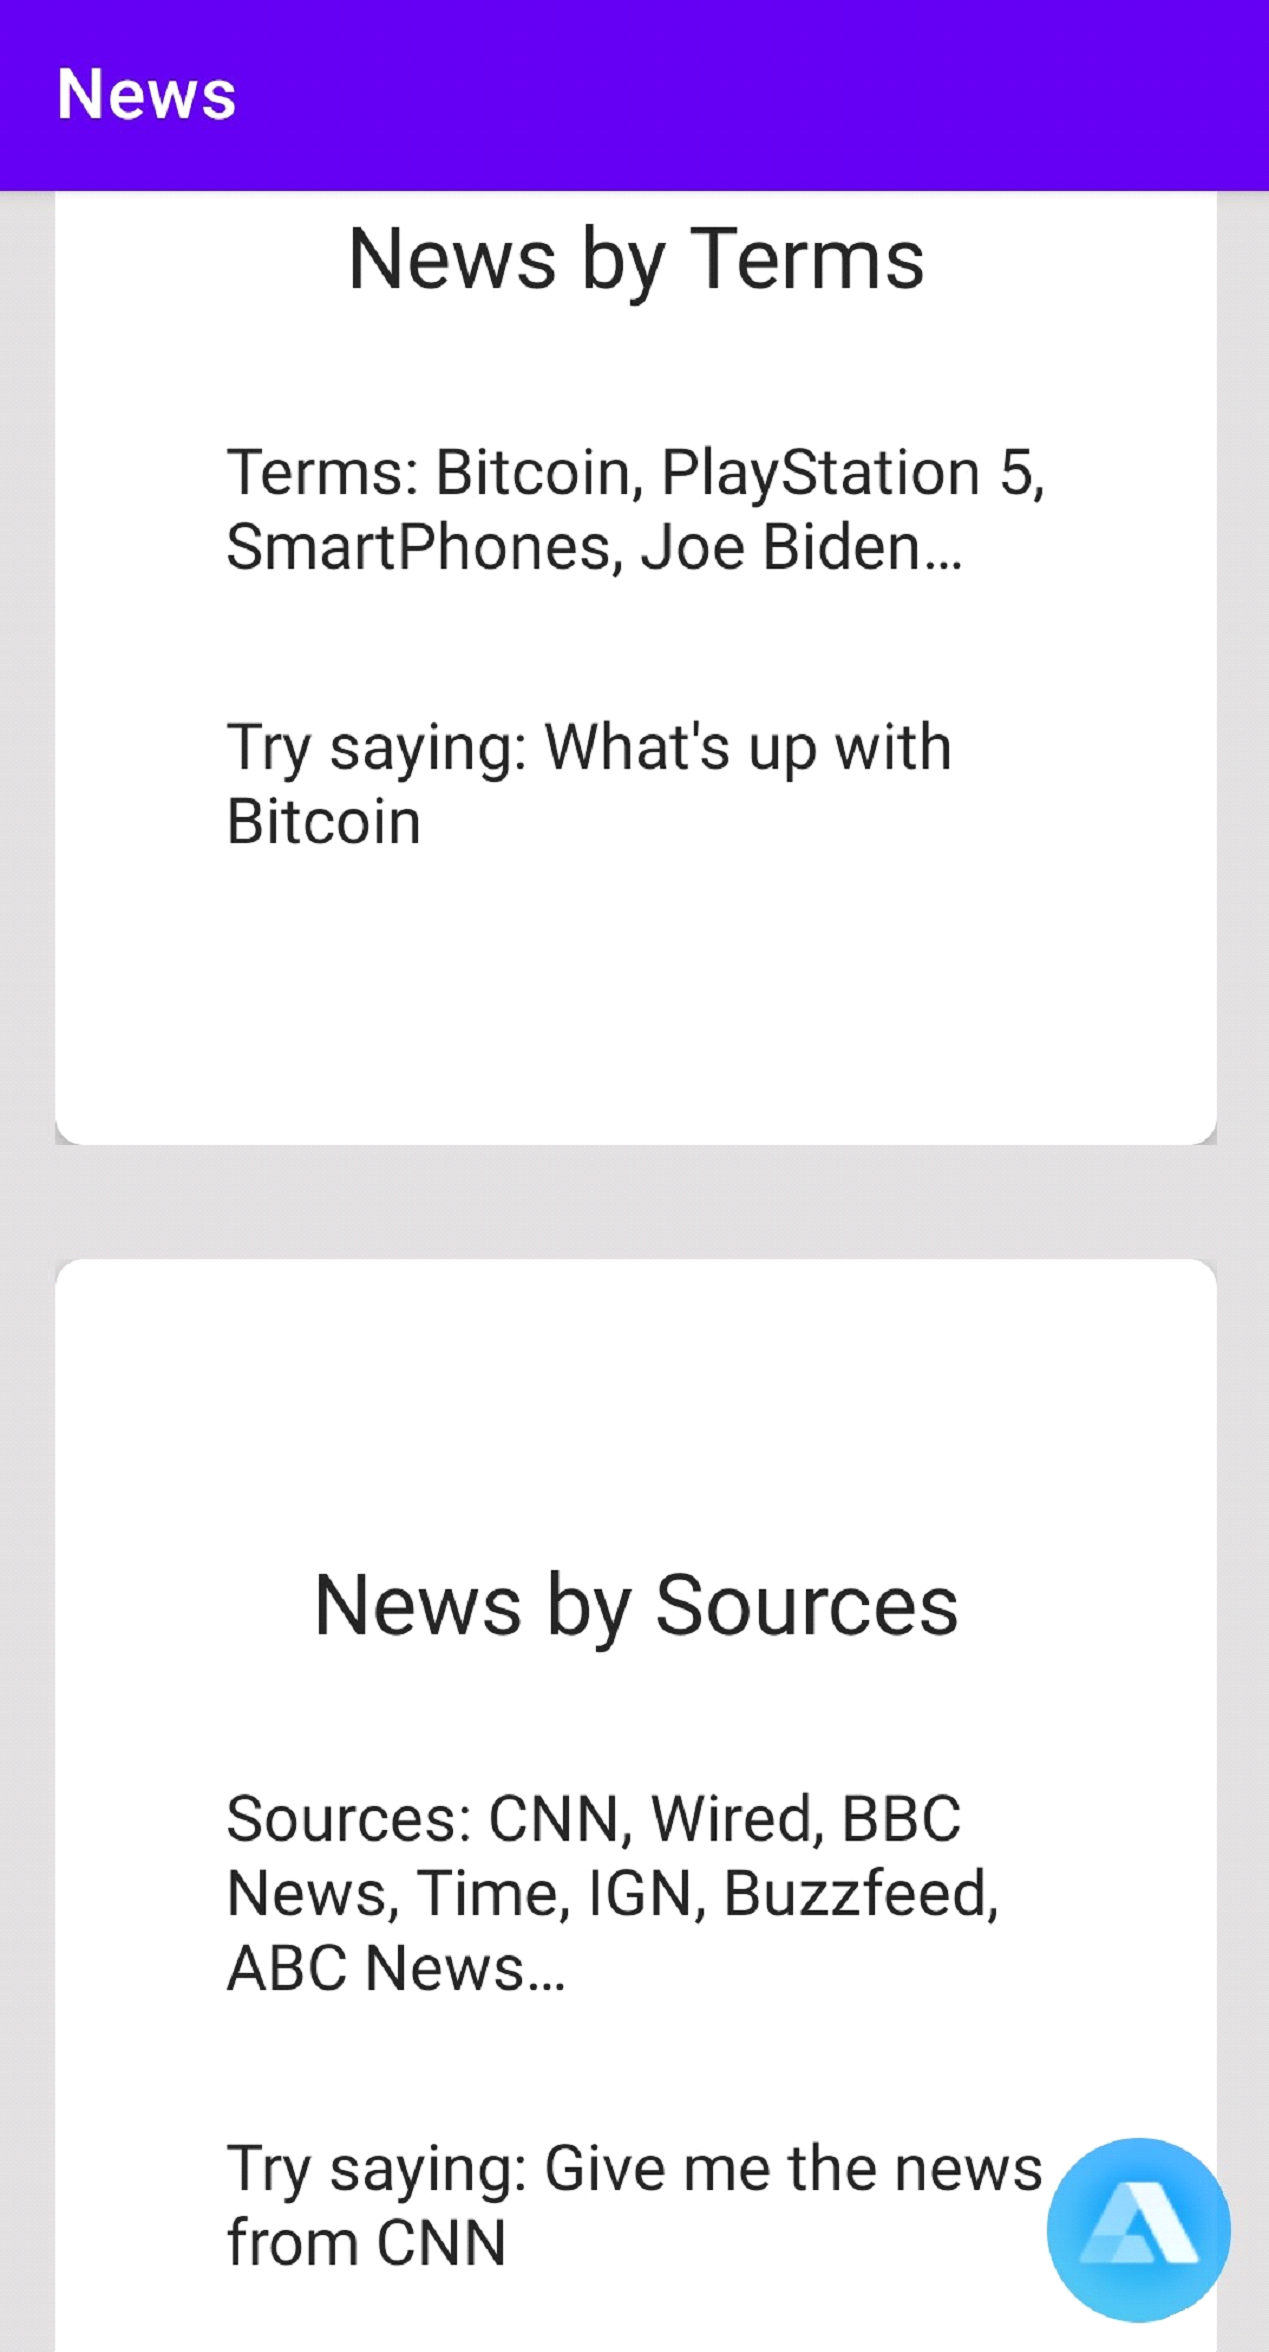 News
News by Terms
Terms: Bitcoin, PlayStation 5,
SmartPhones, Joe Biden...
Try saying: What's up with
Bitcoin
News by Sources
Sources: CNN, Wired, BBC
News, Time, IGN, Buzzfeed,
ABC News...
Try saying: Give me the news
from CNN